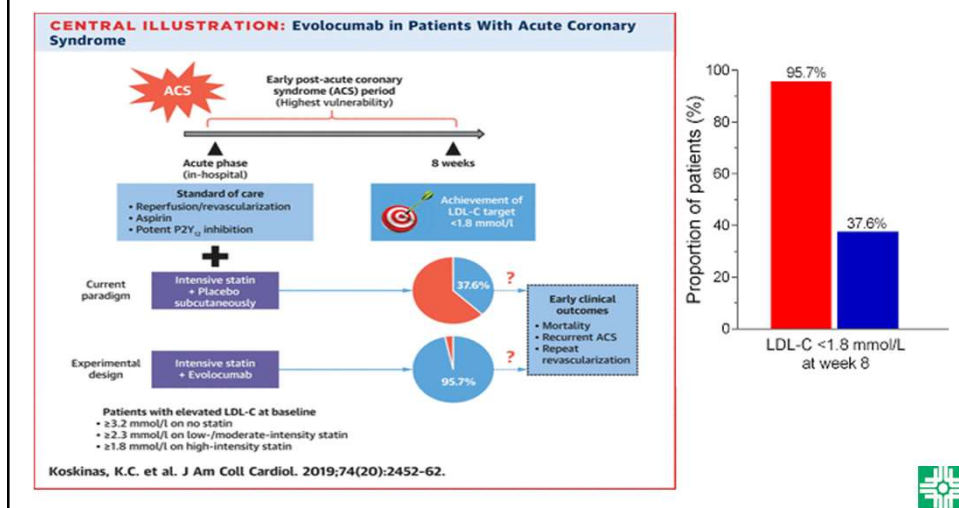 CENTRAL ILLUSTRATION: Evolocumab in Patients With Acute Coronary
Syndrome
ACS
Early post-acute coronary
syndrome (ACS) period
(Highest vulnerability)
Acute phase
(in-hospital)
8 weeks
Standard of care
• Reperfusion/revascularization
• Aspirin
• Potent P2Y₁₂ inhibition
Achievement of
LDL-C target
<1.8 mmol/l
Current
paradigm
Intensive statin
+ Placebo
subcutaneously
37.6%
?
Early clinical
outcomes
• Mortality
• Recurrent ACS
• Repeat
revascularization
Experimental
design
Intensive statin
+ Evolocumab
95.7%
?
Patients with elevated LDL-C at baseline
• ≥3.2 mmol/l on no statin
• ≥2.3 mmol/l on low-/moderate-intensity statin
• ≥1.8 mmol/l on high-intensity statin
Koskinas, K.C. et al. J Am Coll Cardiol. 2019;74(20):2452-62.
Proportion of patients (%)
100
80
60
40
20
0
95.7%
37.6%
LDL-C <1.8 mmol/L
at week 8